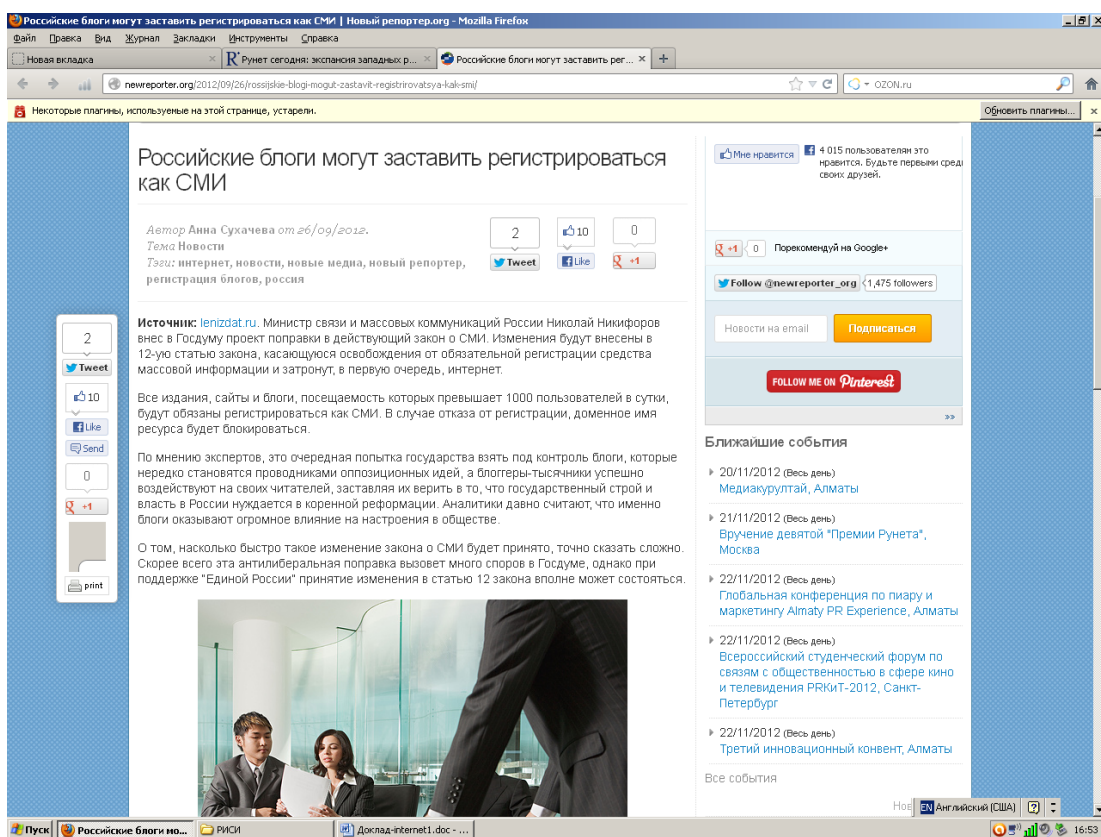 Российские блоги могут заставить регистрироваться как СМИ | Новый репортер.org - Mozilla Firefox
Файл Правка Вид Журнал Закладки Инструменты Справка
Новая вкладка
Рунет сегодня: экспансия западных р...
Российские блоги могут заставить рег...
newreporter.org/2012/09/26/rossijskie-blogi-mogut-zastavit-registrirovatsya-kak-smi/
OZON.ru
Некоторые плагины, используемые на этой странице, устарели.
Обновить плагины...
Российские блоги могут заставить регистрироваться
как СМИ
Автор Анна Сухачева от 26/09/2012.
Тема Новости
Тэги: интернет, новости, новые медиа, новый репортер,
регистрация блогов, россия
2
Tweet
10
Like
0
+1
2
Tweet
10
Like
Send
0
+1
print
Источник: lenizdat.ru. Министр связи и массовых коммуникаций России Николай Никифоров
внес в Госдуму проект поправки в действующий закон о СМИ. Изменения будут внесены в
12-ую статью закона, касающуюся освобождения от обязательной регистрации средства
массовой информации и затронут, в первую очередь, интернет.
Все издания, сайты и блоги, посещаемость которых превышает 1000 пользователей в сутки,
будут обязаны регистрироваться как СМИ. В случае отказа от регистрации, доменное имя
ресурса будет блокироваться.
По мнению экспертов, это очередная попытка государства взять под контроль блоги, которые
нередко становятся проводниками оппозиционных идей, а блоггеры-тысячники успешно
воздействуют на своих читателей, заставляя их верить в то, что государственный строй и
власть в России нуждается в коренной реформации. Аналитики давно считают, что именно
блоги оказывают огромное влияние на настроения в обществе.
О том, насколько быстро такое изменение закона о СМИ будет принято, точно сказать сложно.
Скорее всего эта антилиберальная поправка вызовет много споров в Госдуме, однако при
поддержке "Единой России" принятие изменения в статью 12 закона вполне может состояться.
Мне нравится
4 015 пользователям это
нравится. Будьте первыми сред
своих друзей.
+1
0
Порекомендуй на Google+
Follow @newreporter_org
1,475 followers
Новости на email
Подписаться
FOLLOW ME ON Pinterest
»»
Ближайшие события
20/11/2012 (Весь день)
Медиакурултай, Алматы
21/11/2012 (Весь день)
Вручение девятой "Премии Рунета",
Москва
22/11/2012 (Весь день)
Глобальная конференция по пиару и
маркетингу Almaty PR Experience, Алматы
22/11/2012 (Весь день)
Всероссийский студенческий форум по
связям с общественностью в сфере кино
и телевидения PRКиТ-2012, Санкт-
Петербург
22/11/2012 (Весь день)
Третий инновационный конвент, Алматы
Все события
Нов
EN Английский (США)
Пуск
Российские блоги мо...
РИСИ
Доклад-internet1.doc - ...
16:53